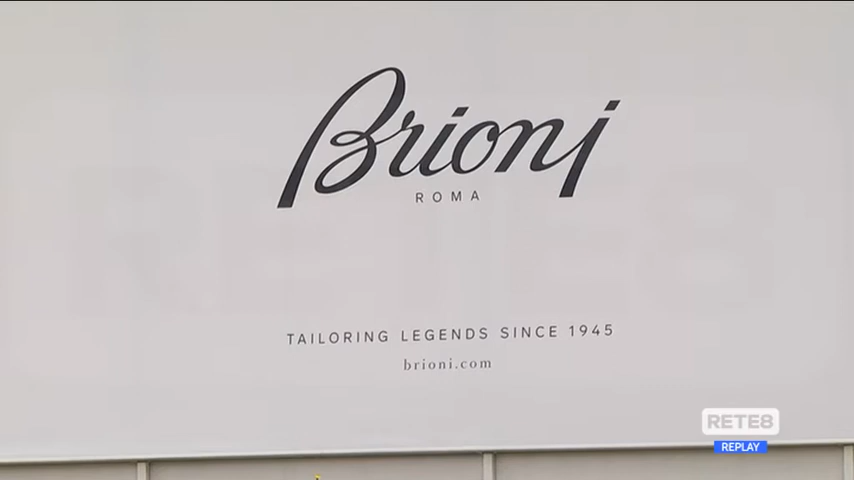 Brioni
ROMA
TAILORING LEGENDS SINCE 1945
brioni.com
RETE8
REPLAY